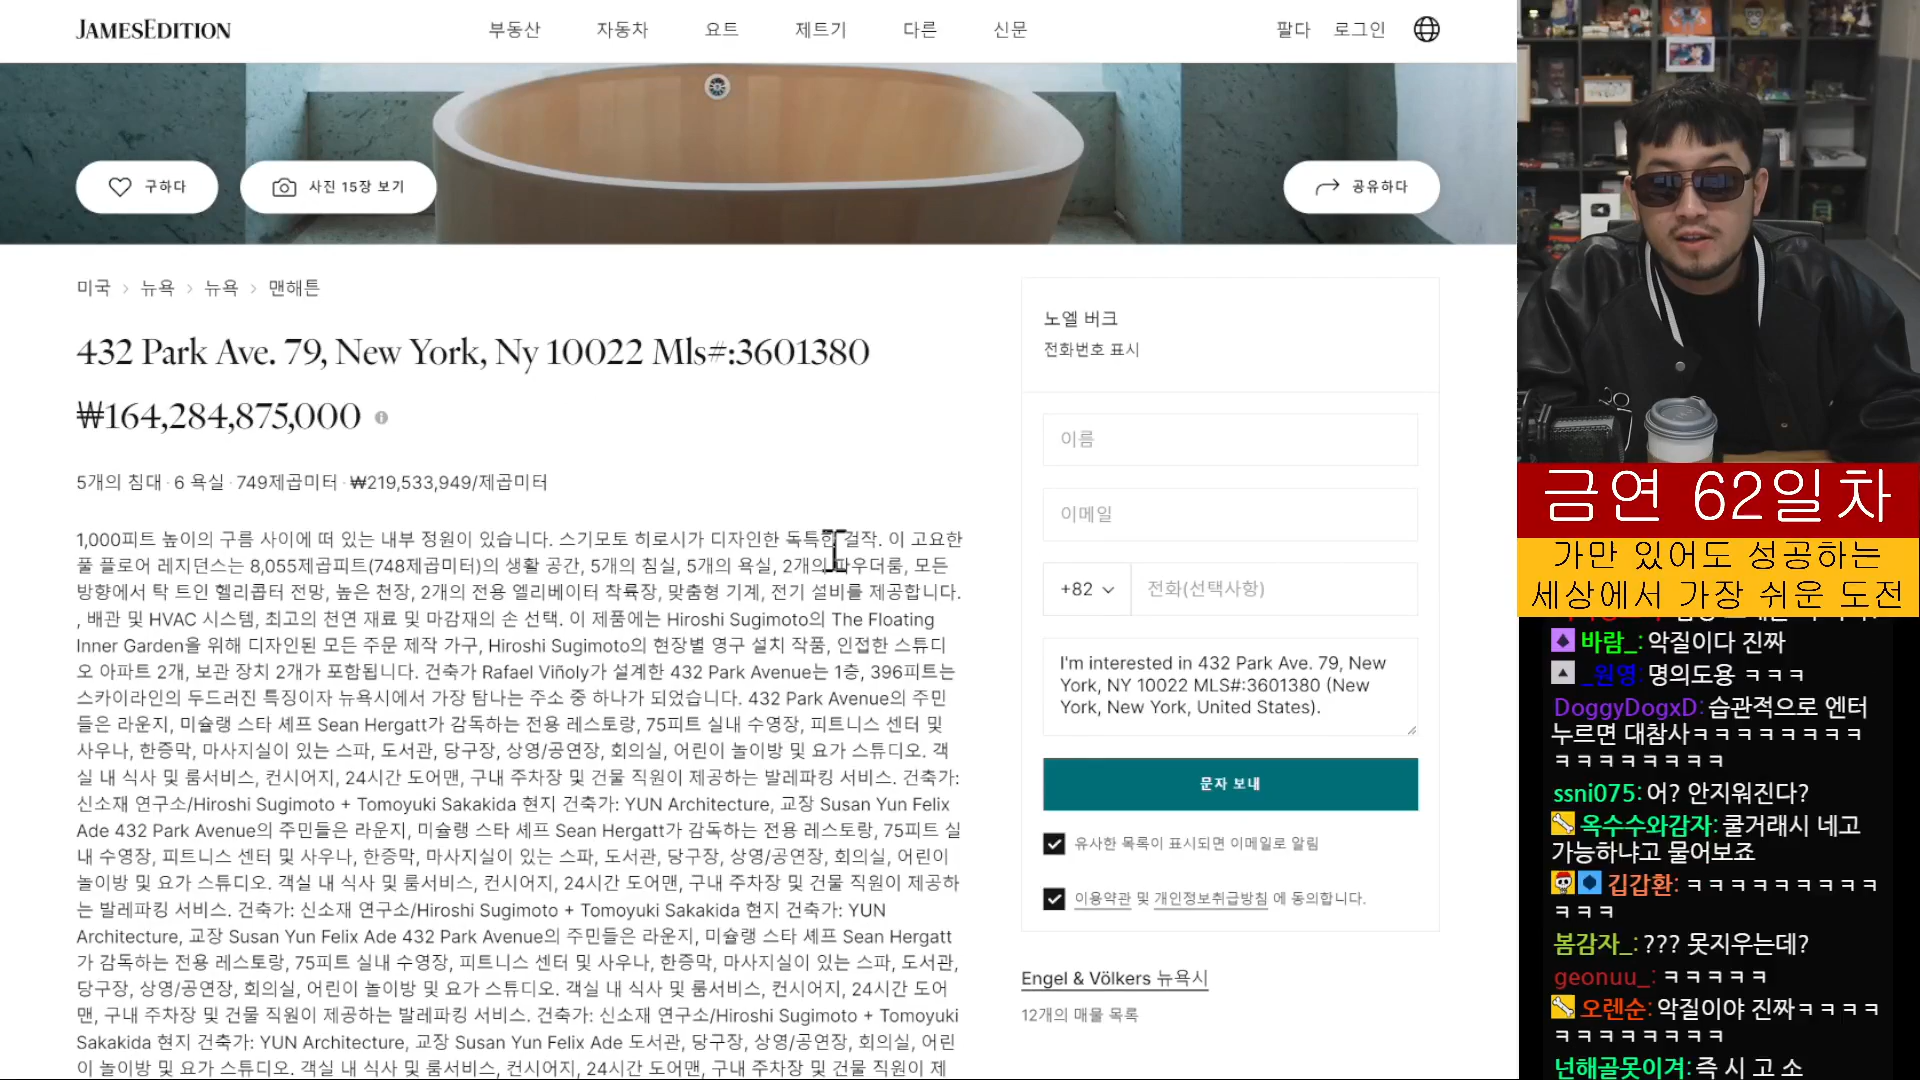 JAMESEDITION
부동산 자동차 요트 제트기 다른 신문 팔다 로그인
구하다 사진 15장 보기 공유하다
미국 > 뉴욕 > 뉴욕 > 맨해튼
432 Park Ave. 79, New York, Ny 10022 Mls#:3601380
₩164,284,875,000
5개의 침대 · 6 욕실 · 749제곱미터 · ₩219,533,949/제곱미터
1,000피트 높이의 구름 사이에 떠 있는 내부 정원이 있습니다. 스기모토 히로시가 디자인한 독특한 걸작. 이 고요한
풀 플로어 레지던스는 8,055제곱피트(748제곱미터)의 생활 공간, 5개의 침실, 5개의 욕실, 2개의 파우더룸, 모든
방향에서 탁 트인 헬리콥터 전망, 높은 천장, 2개의 전용 엘리베이터 착륙장, 맞춤형 기계, 전기 설비를 제공합니다.
, 배관 및 HVAC 시스템, 최고의 천연 재료 및 마감재의 손 선택. 이 제품에는 Hiroshi Sugimoto의 The Floating
Inner Garden을 위해 디자인된 모든 주문 제작 가구, Hiroshi Sugimoto의 현장별 영구 설치 작품, 인접한 스튜디
오 아파트 2개, 보관 장치 2개가 포함됩니다. 건축가 Rafael Viñoly가 설계한 432 Park Avenue는 1층, 396피트는
스카이라인의 두드러진 특징이자 뉴욕시에서 가장 탐나는 주소 중 하나가 되었습니다. 432 Park Avenue의 주민
들은 라운지, 미슐랭 스타 셰프 Sean Hergatt가 감독하는 전용 레스토랑, 75피트 실내 수영장, 피트니스 센터 및
사우나, 한증막, 마사지실이 있는 스파, 도서관, 당구장, 상영/공연장, 회의실, 어린이 놀이방 및 요가 스튜디오. 객
실 내 식사 및 룸서비스, 컨시어지, 24시간 도어맨, 구내 주차장 및 건물 직원이 제공하는 발레파킹 서비스. 건축가:
신소재 연구소/Hiroshi Sugimoto + Tomoyuki Sakakida 현지 건축가: YUN Architecture, 교장 Susan Yun Felix
Ade 432 Park Avenue의 주민들은 라운지, 미슐랭 스타 셰프 Sean Hergatt가 감독하는 전용 레스토랑, 75피트 실
내 수영장, 피트니스 센터 및 사우나, 한증막, 마사지실이 있는 스파, 도서관, 당구장, 상영/공연장, 회의실, 어린이
놀이방 및 요가 스튜디오. 객실 내 식사 및 룸서비스, 컨시어지, 24시간 도어맨, 구내 주차장 및 건물 직원이 제공하
는 발레파킹 서비스. 건축가: 신소재 연구소/Hiroshi Sugimoto + Tomoyuki Sakakida 현지 건축가: YUN
Architecture, 교장 Susan Yun Felix Ade 432 Park Avenue의 주민들은 라운지, 미슐랭 스타 셰프 Sean Hergatt
가 감독하는 전용 레스토랑, 75피트 실내 수영장, 피트니스 센터 및 사우나, 한증막, 마사지실이 있는 스파, 도서관,
당구장, 상영/공연장, 회의실, 어린이 놀이방 및 요가 스튜디오. 객실 내 식사 및 룸서비스, 컨시어지, 24시간 도어
맨, 구내 주차장 및 건물 직원이 제공하는 발레파킹 서비스. 건축가: 신소재 연구소/Hiroshi Sugimoto + Tomoyuki
Sakakida 현지 건축가: YUN Architecture, 교장 Susan Yun Felix Ade 도서관, 당구장, 상영/공연장, 회의실, 어린
이 놀이방 및 요가 스튜디오. 객실 내 식사 및 룸서비스, 컨시어지, 24시간 도어맨, 구내 주차장 및 건물 직원이 제
노엘 버크
전화번호 표시
이름
이메일
+82 전화(선택사항)
I'm interested in 432 Park Ave. 79, New
York, NY 10022 MLS#:3601380 (New
York, New York, United States).
문자 보내
유사한 목록이 표시되면 이메일로 알림
이용약관 및 개인정보취급방침 에 동의합니다.
Engel & Völkers 뉴욕시
12개의 매물 목록
금연 62일차
가만 있어도 성공하는
세상에서 가장 쉬운 도전
바람_: 악질이다 진짜
_원영: 명의도용 ㅋㅋㅋ
DoggyDogxD: 습관적으로 엔터
누르면 대참사ㅋㅋㅋㅋㅋㅋㅋㅋ
ㅋㅋㅋㅋㅋㅋㅋㅋ
ssni075: 어? 안지워진다?
옥수수와감자: 쿨거래시 네고
가능하냐고 물어보죠
김갑환: ㅋㅋㅋㅋㅋㅋㅋㅋㅋ
ㅋㅋㅋ
봄감자_: ??? 못지우는데?
geonuu_: ㅋㅋㅋㅋㅋ
오렌순: 악질이야 진짜ㅋㅋㅋㅋ
ㅋㅋㅋㅋㅋㅋㅋㅋ
넌해골못이겨: 즉 시 고 소